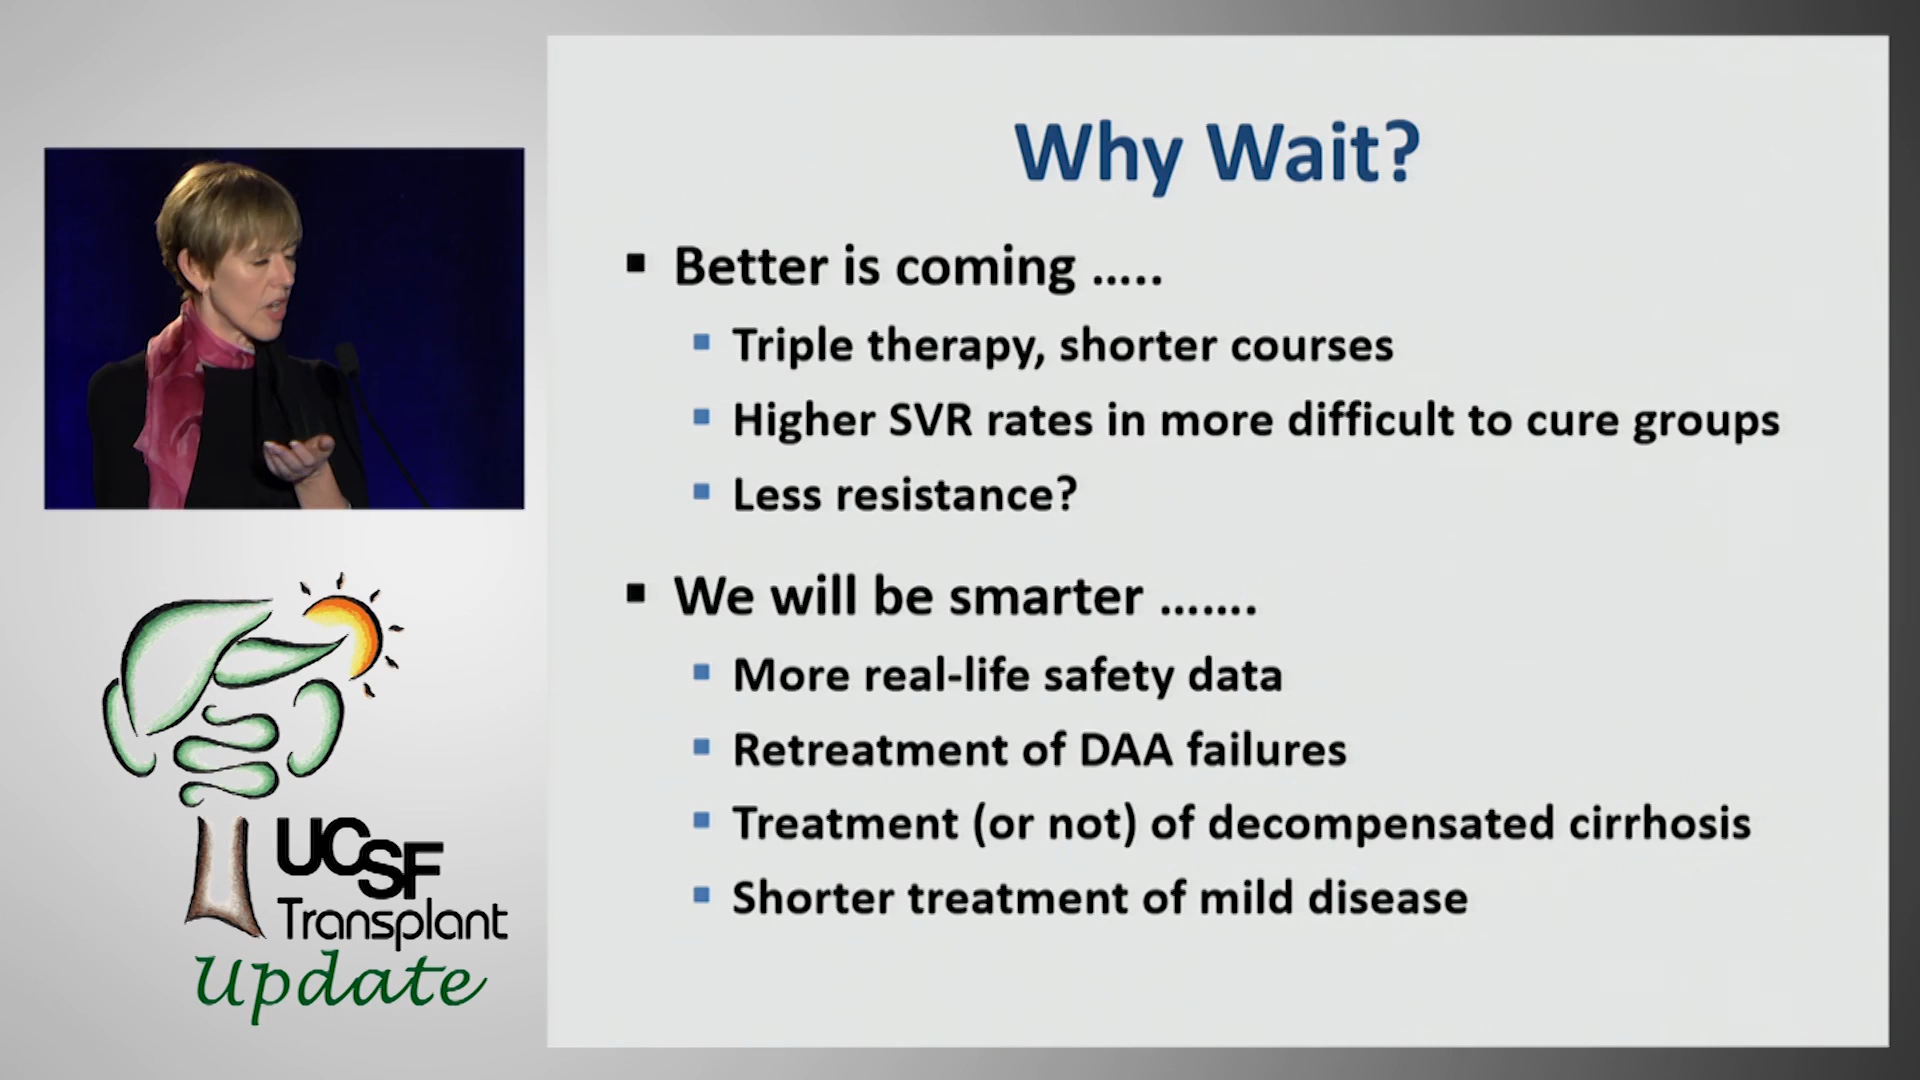 Why Wait?
▪ Better is coming .....
▪ Triple therapy, shorter courses
▪ Higher SVR rates in more difficult to cure groups
▪ Less resistance?
▪ We will be smarter .......
▪ More real-life safety data
▪ Retreatment of DAA failures
▪ Treatment (or not) of decompensated cirrhosis
▪ Shorter treatment of mild disease
UCSF
Transplant
Update